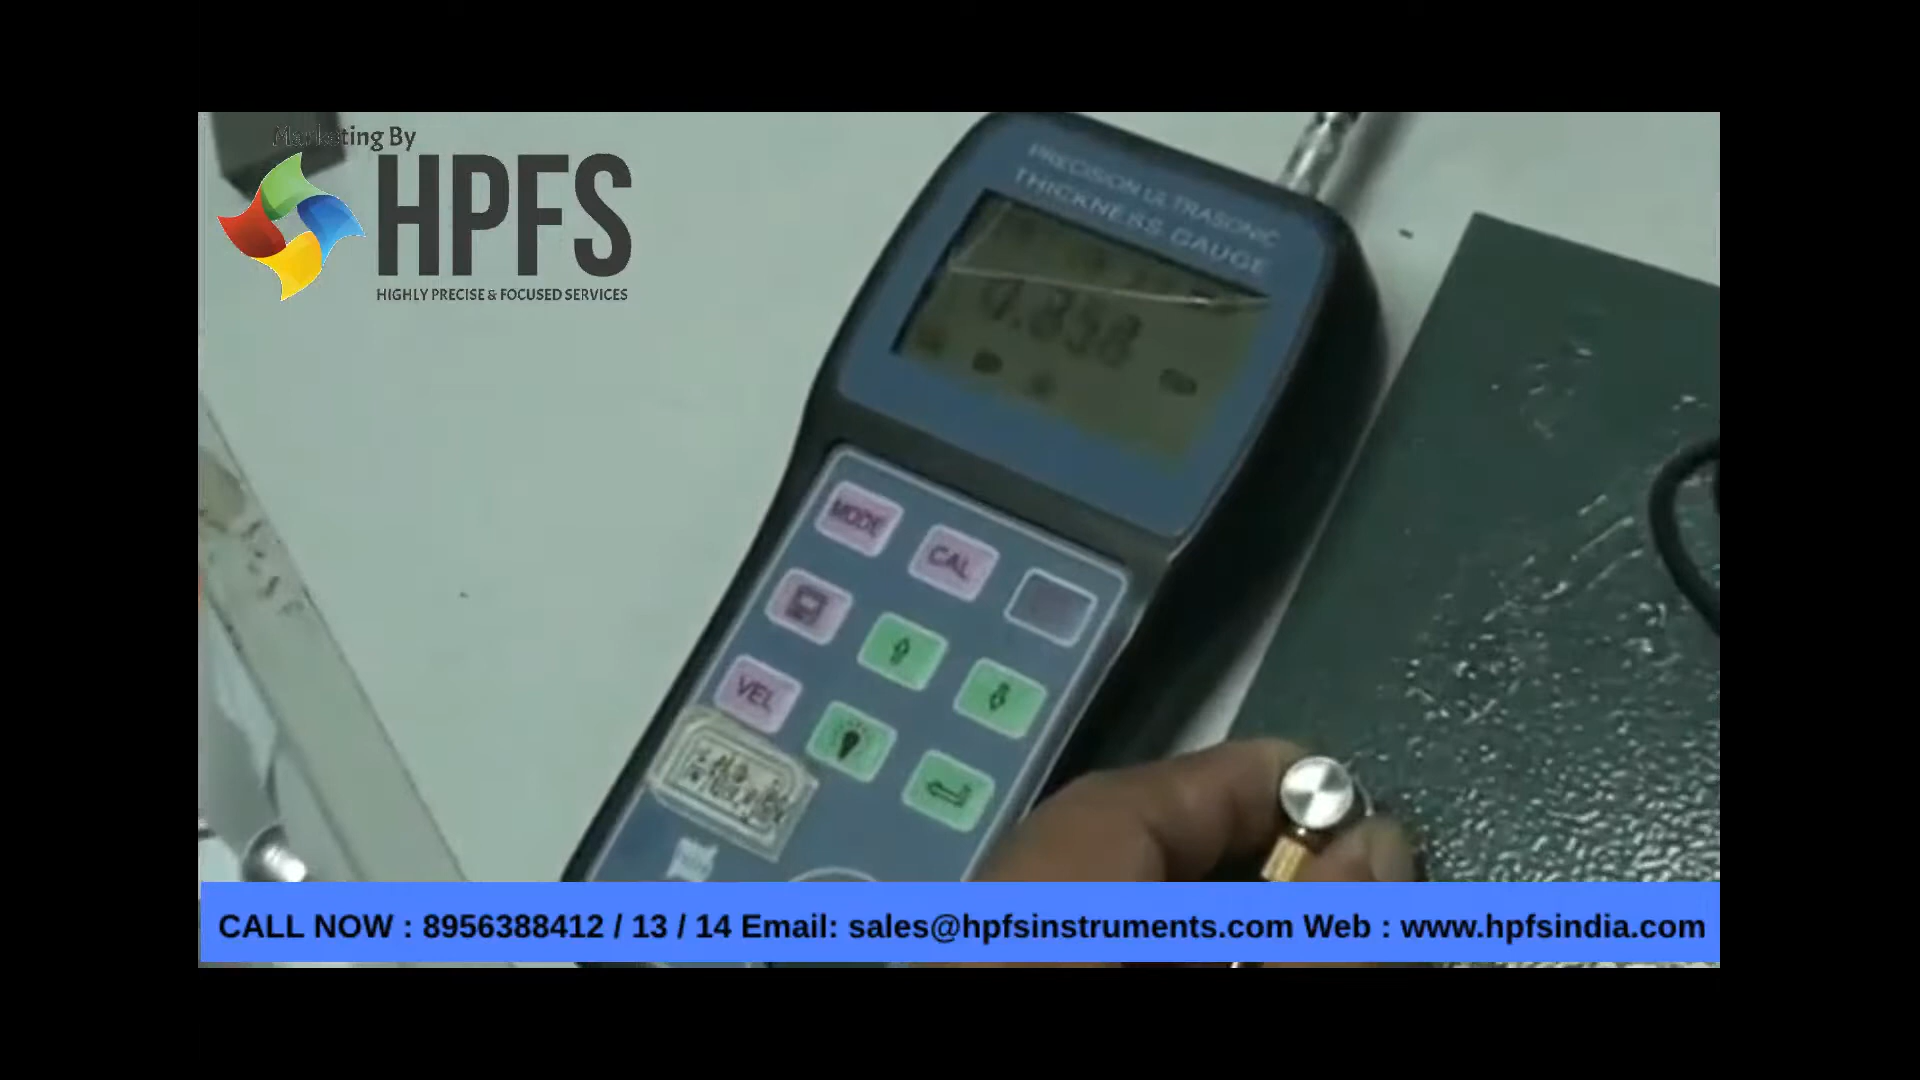 Marketing By
HPFS
HIGHLY PRECISE & FOCUSED SERVICES
PRECISION ULTRASONIC
THICKNESS GAUGE
MODE
CAL
VEL
CALL NOW : 8956388412 / 13 / 14 Email: sales@hpfsinstruments.com Web : www.hpfsindia.com